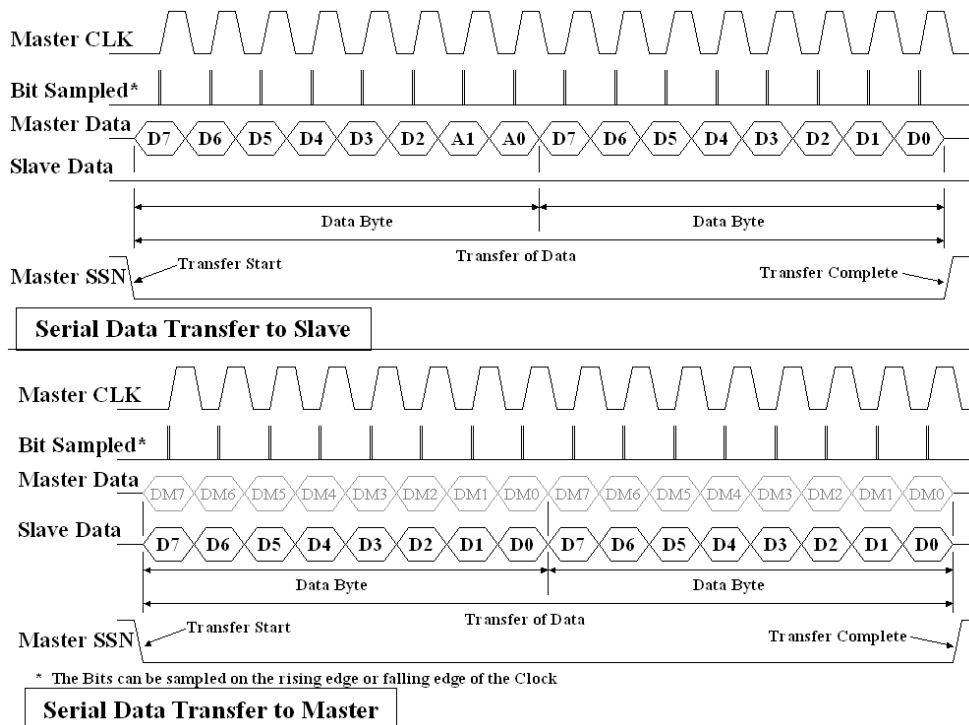 Master CLK
Bit Sampled*
Master Data D7 D6 D5 D4 D3 D2 A1 A0 D7 D6 D5 D4 D3 D2 D1 D0
Slave Data
Data Byte Data Byte
Transfer of Data
Master SSN Transfer Start Transfer Complete
Serial Data Transfer to Slave
Master CLK
Bit Sampled*
Master Data DM7 DM6 DM5 DM4 DM3 DM2 DM1 DM0 DM7 DM6 DM5 DM4 DM3 DM2 DM1 DM0
Slave Data D7 D6 D5 D4 D3 D2 D1 D0 D7 D6 D5 D4 D3 D2 D1 D0
Data Byte Data Byte
Transfer of Data
Master SSN Transfer Start Transfer Complete
* The Bits can be sampled on the rising edge or falling edge of the Clock
Serial Data Transfer to Master